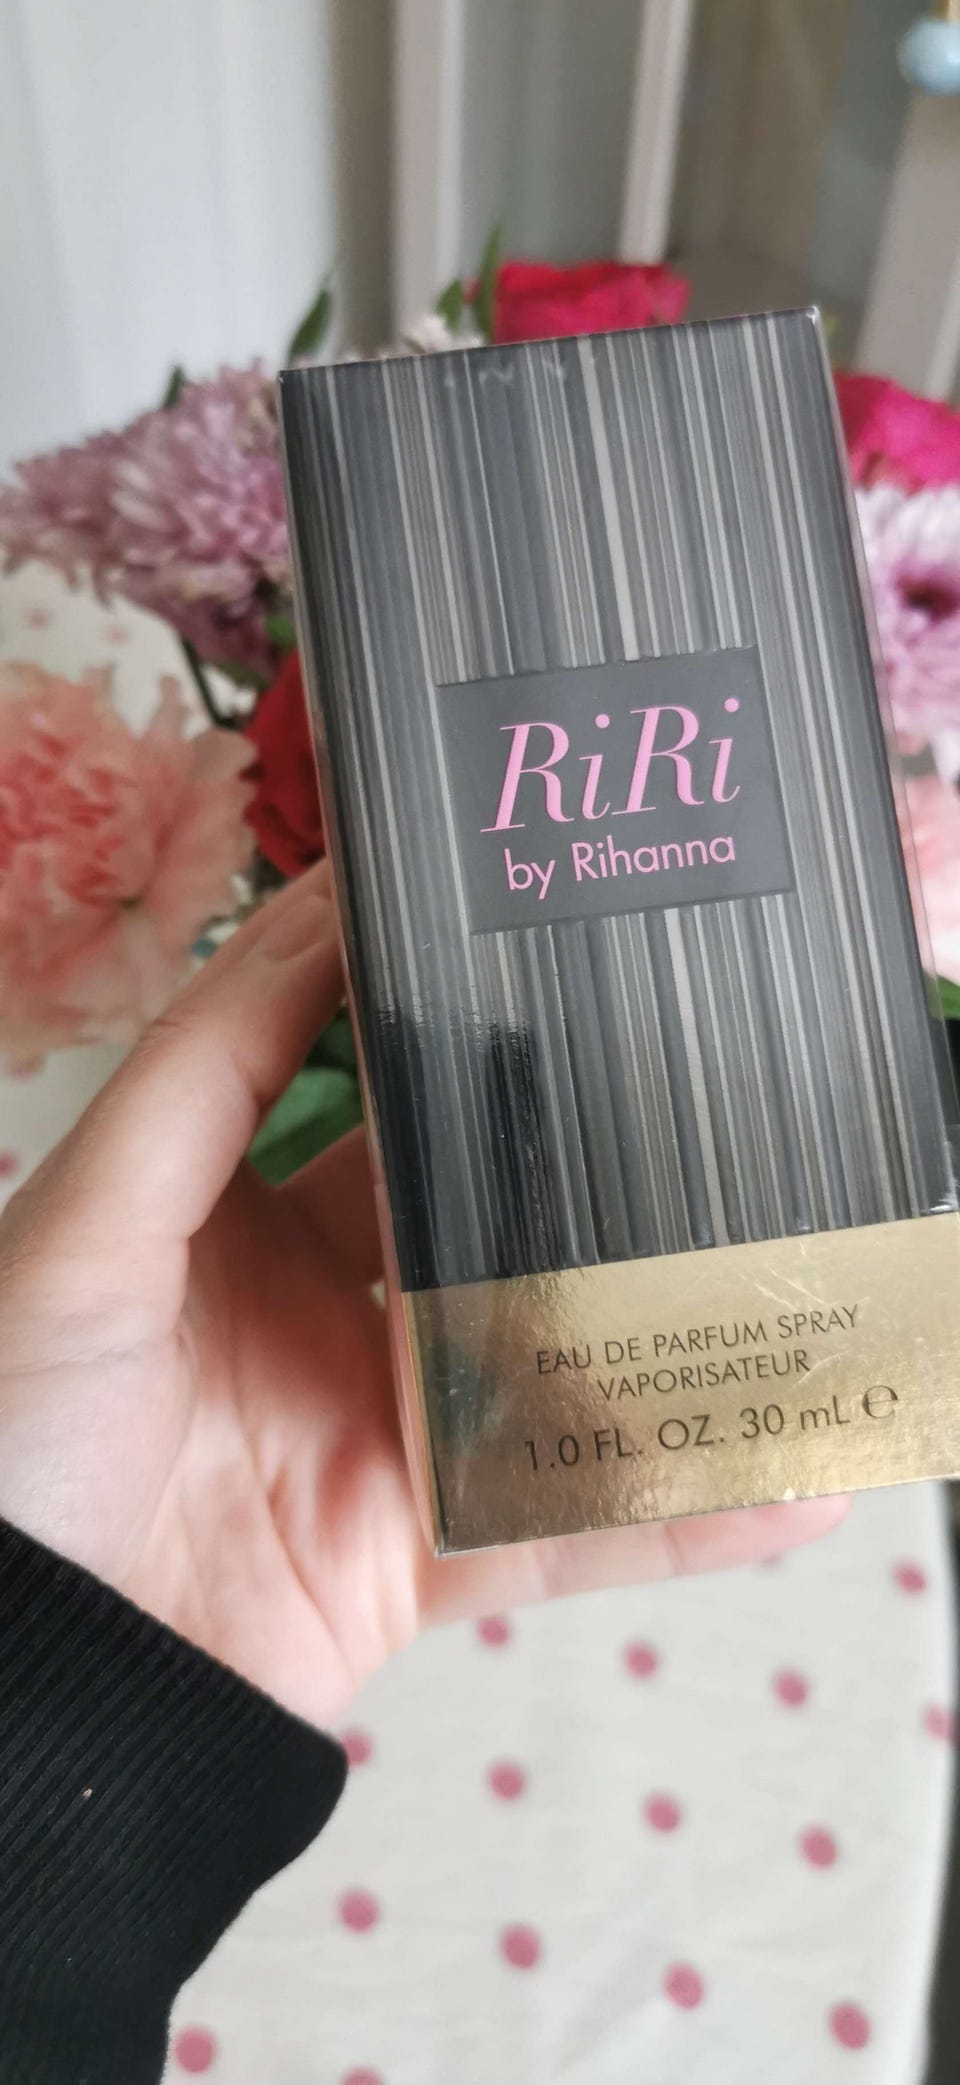 RiRi
by Rihanna
EAU DE PARFUM SPRAY
VAPORISATEUR
1.0 FL. OZ. 30 mL ℮